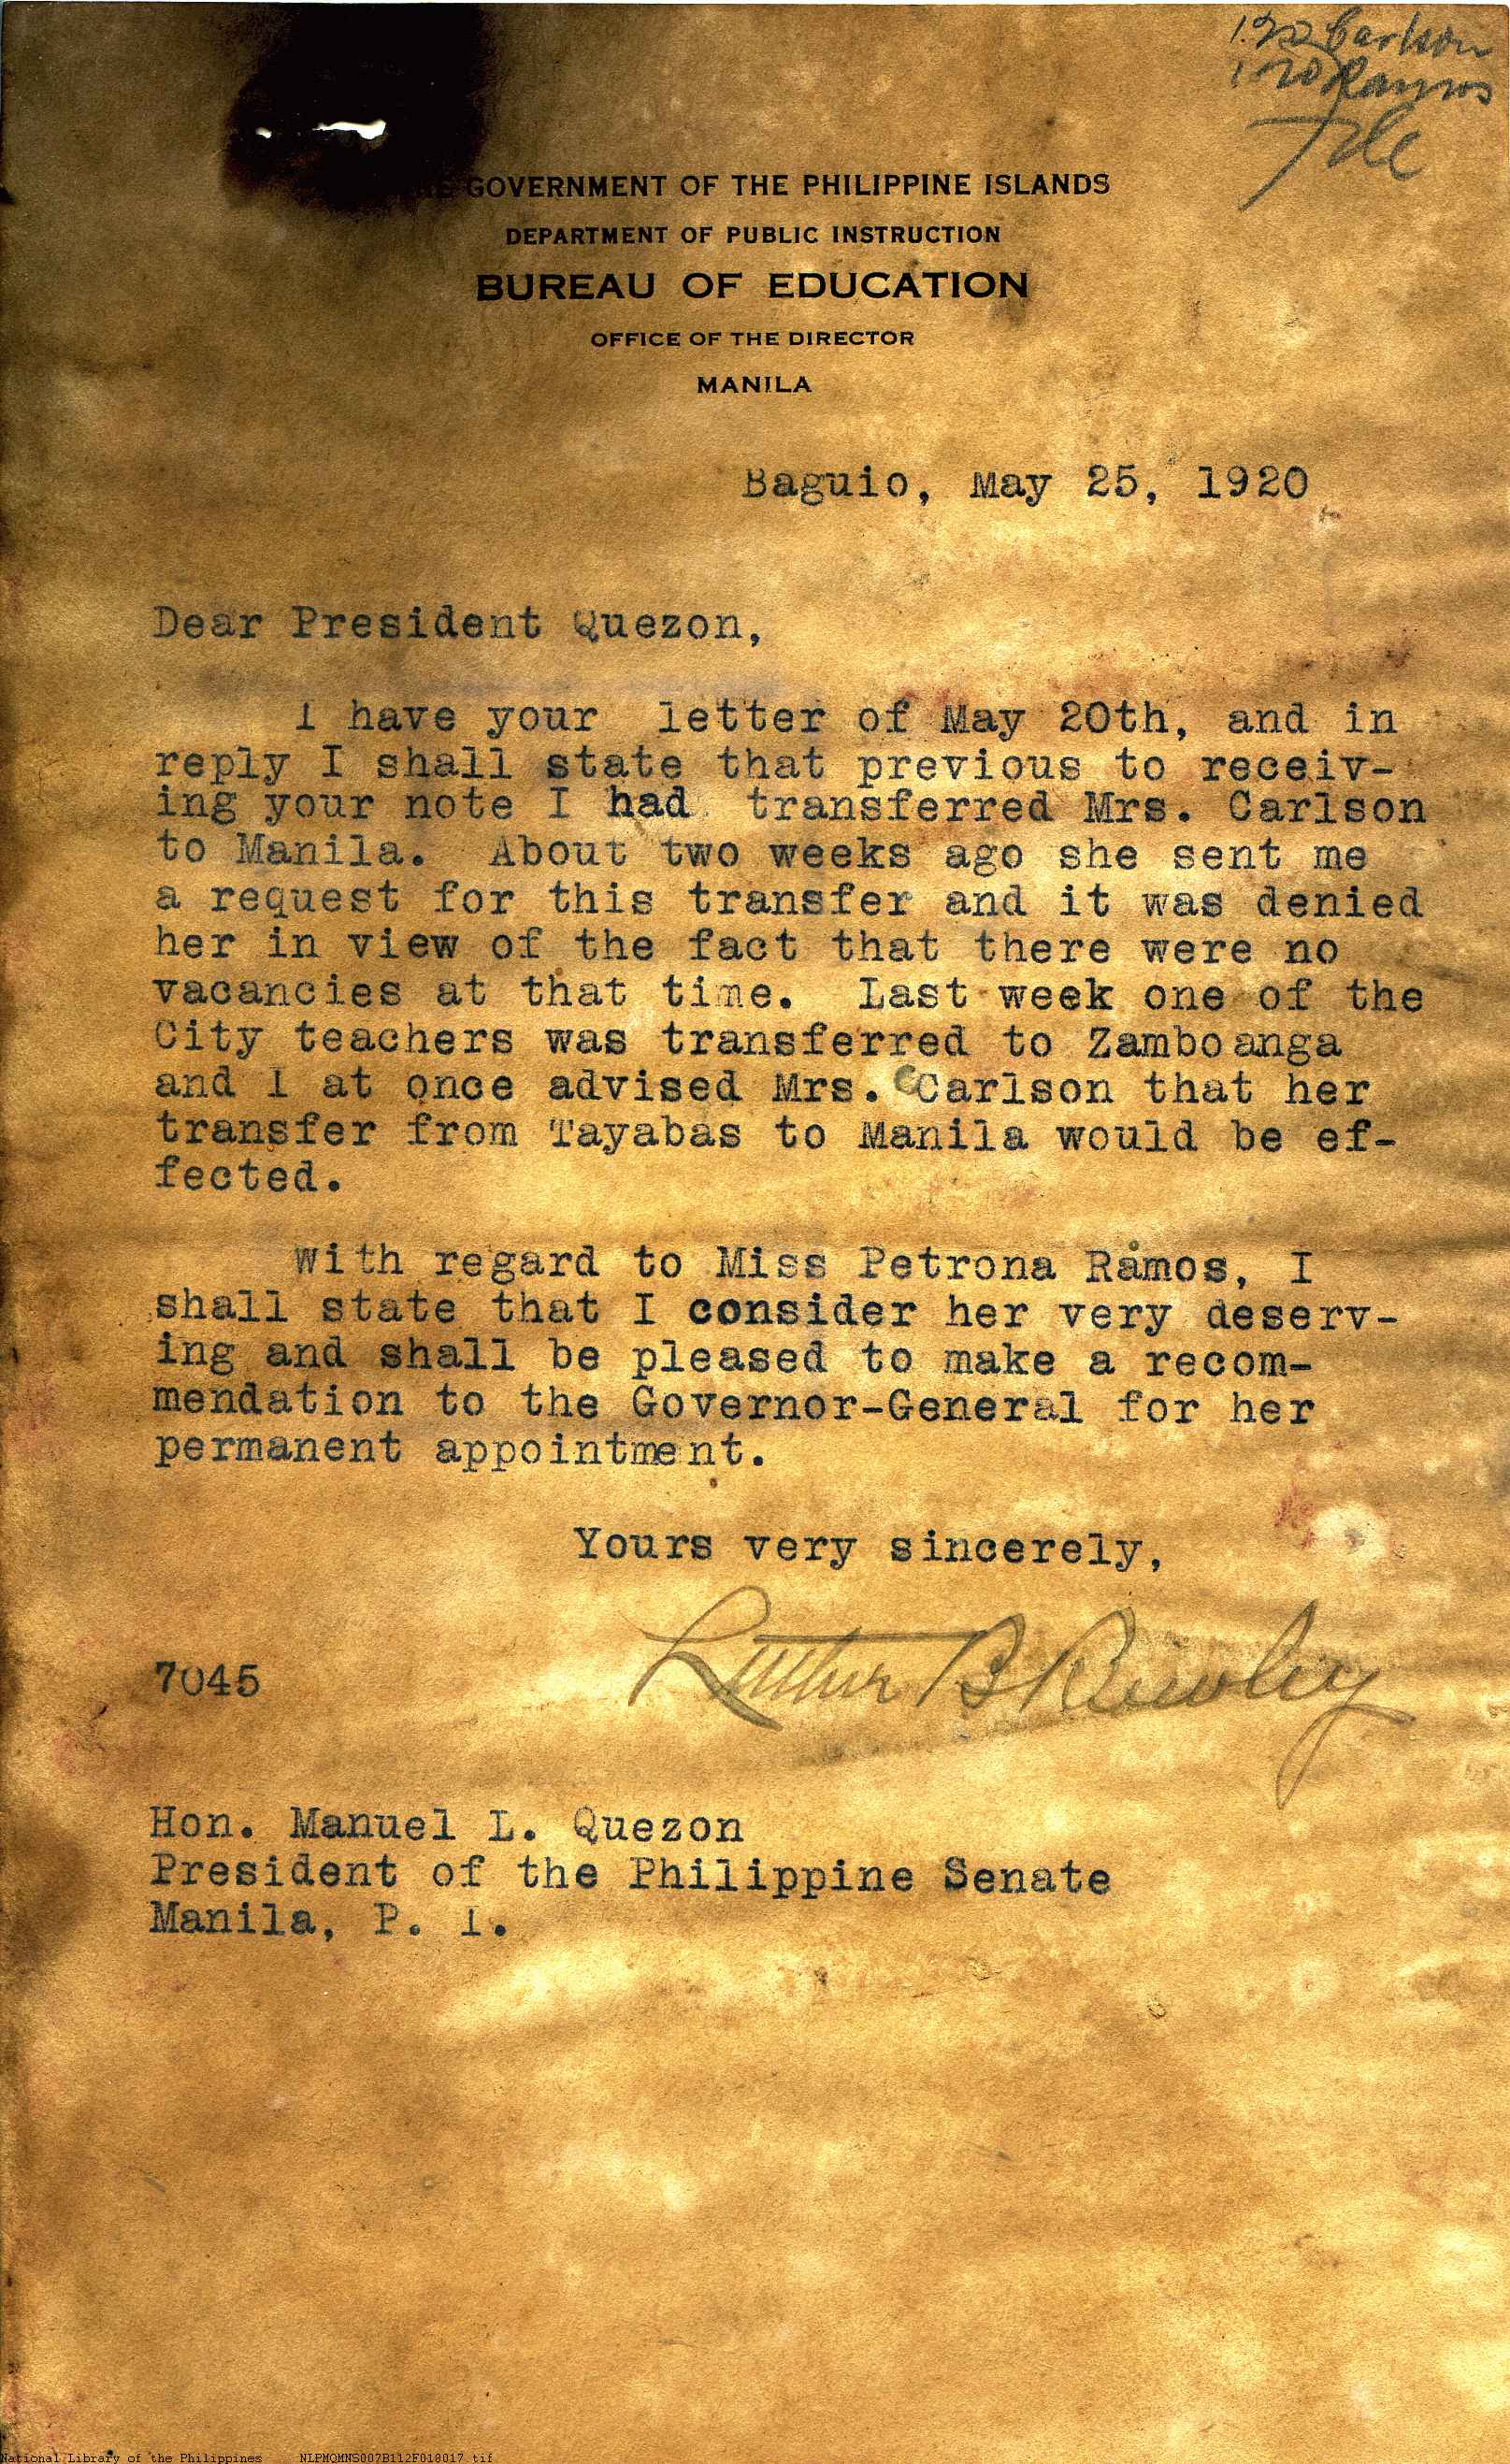 1.20 Carlson
1 20 Ramos
File
GOVERNMENT OF THE PHILIPPINE ISLANDS
DEPARTMENT OF PUBLIC INSTRUCTION
BUREAU OF EDUCATION
OFFICE OF THE DIRECTOR
MANILA
Baguio, May 25, 1920
Dear President Quezon,
I have your letter of May 20th, and in
reply I shall state that previous to receiv-
ing your note I had transferred Mrs. Carlson
to Manila. About two weeks ago she sent me
a request for this transfer and it was denied
her in view of the fact that there were no
vacancies at that time. Last week one of the
City teachers was transferred to Zamboanga
and I at once advised Mrs. Carlson that her
transfer from Tayabas to Manila would be ef-
fected.
With regard to Miss Petrona Ramos, I
shall state that I consider her very deserv-
ing and shall be pleased to make a recom-
mendation to the Governor-General for her
permanent appointment.
Yours very sincerely,
Luther B Bewley
7045
Hon. Manuel L. Quezon
President of the Philippine Senate
Manila, P. I.
National Library of the Philippines NLPMQMNS007B112F018017.tif